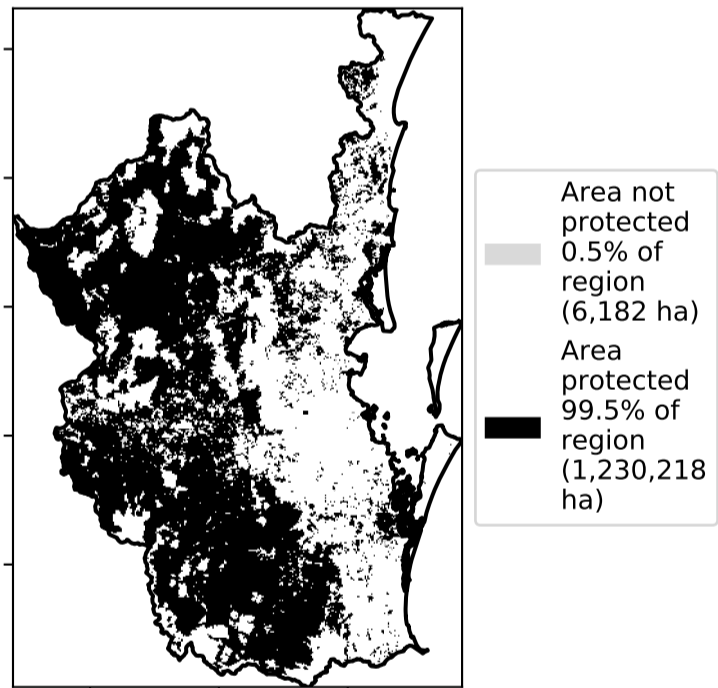 Area not
protected
0.5% of
region
(6,182 ha)
Area
protected
99.5% of
region
(1,230,218
ha)